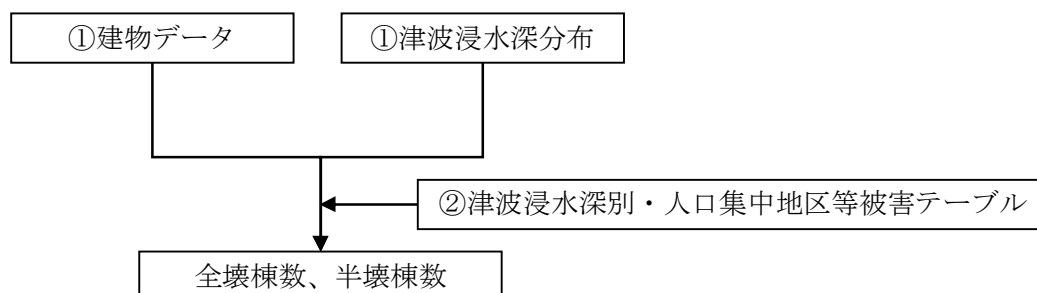 ①建物データ
①津波浸水深分布
②津波浸水深別・人口集中地区等被害テーブル
全壊棟数、半壊棟数